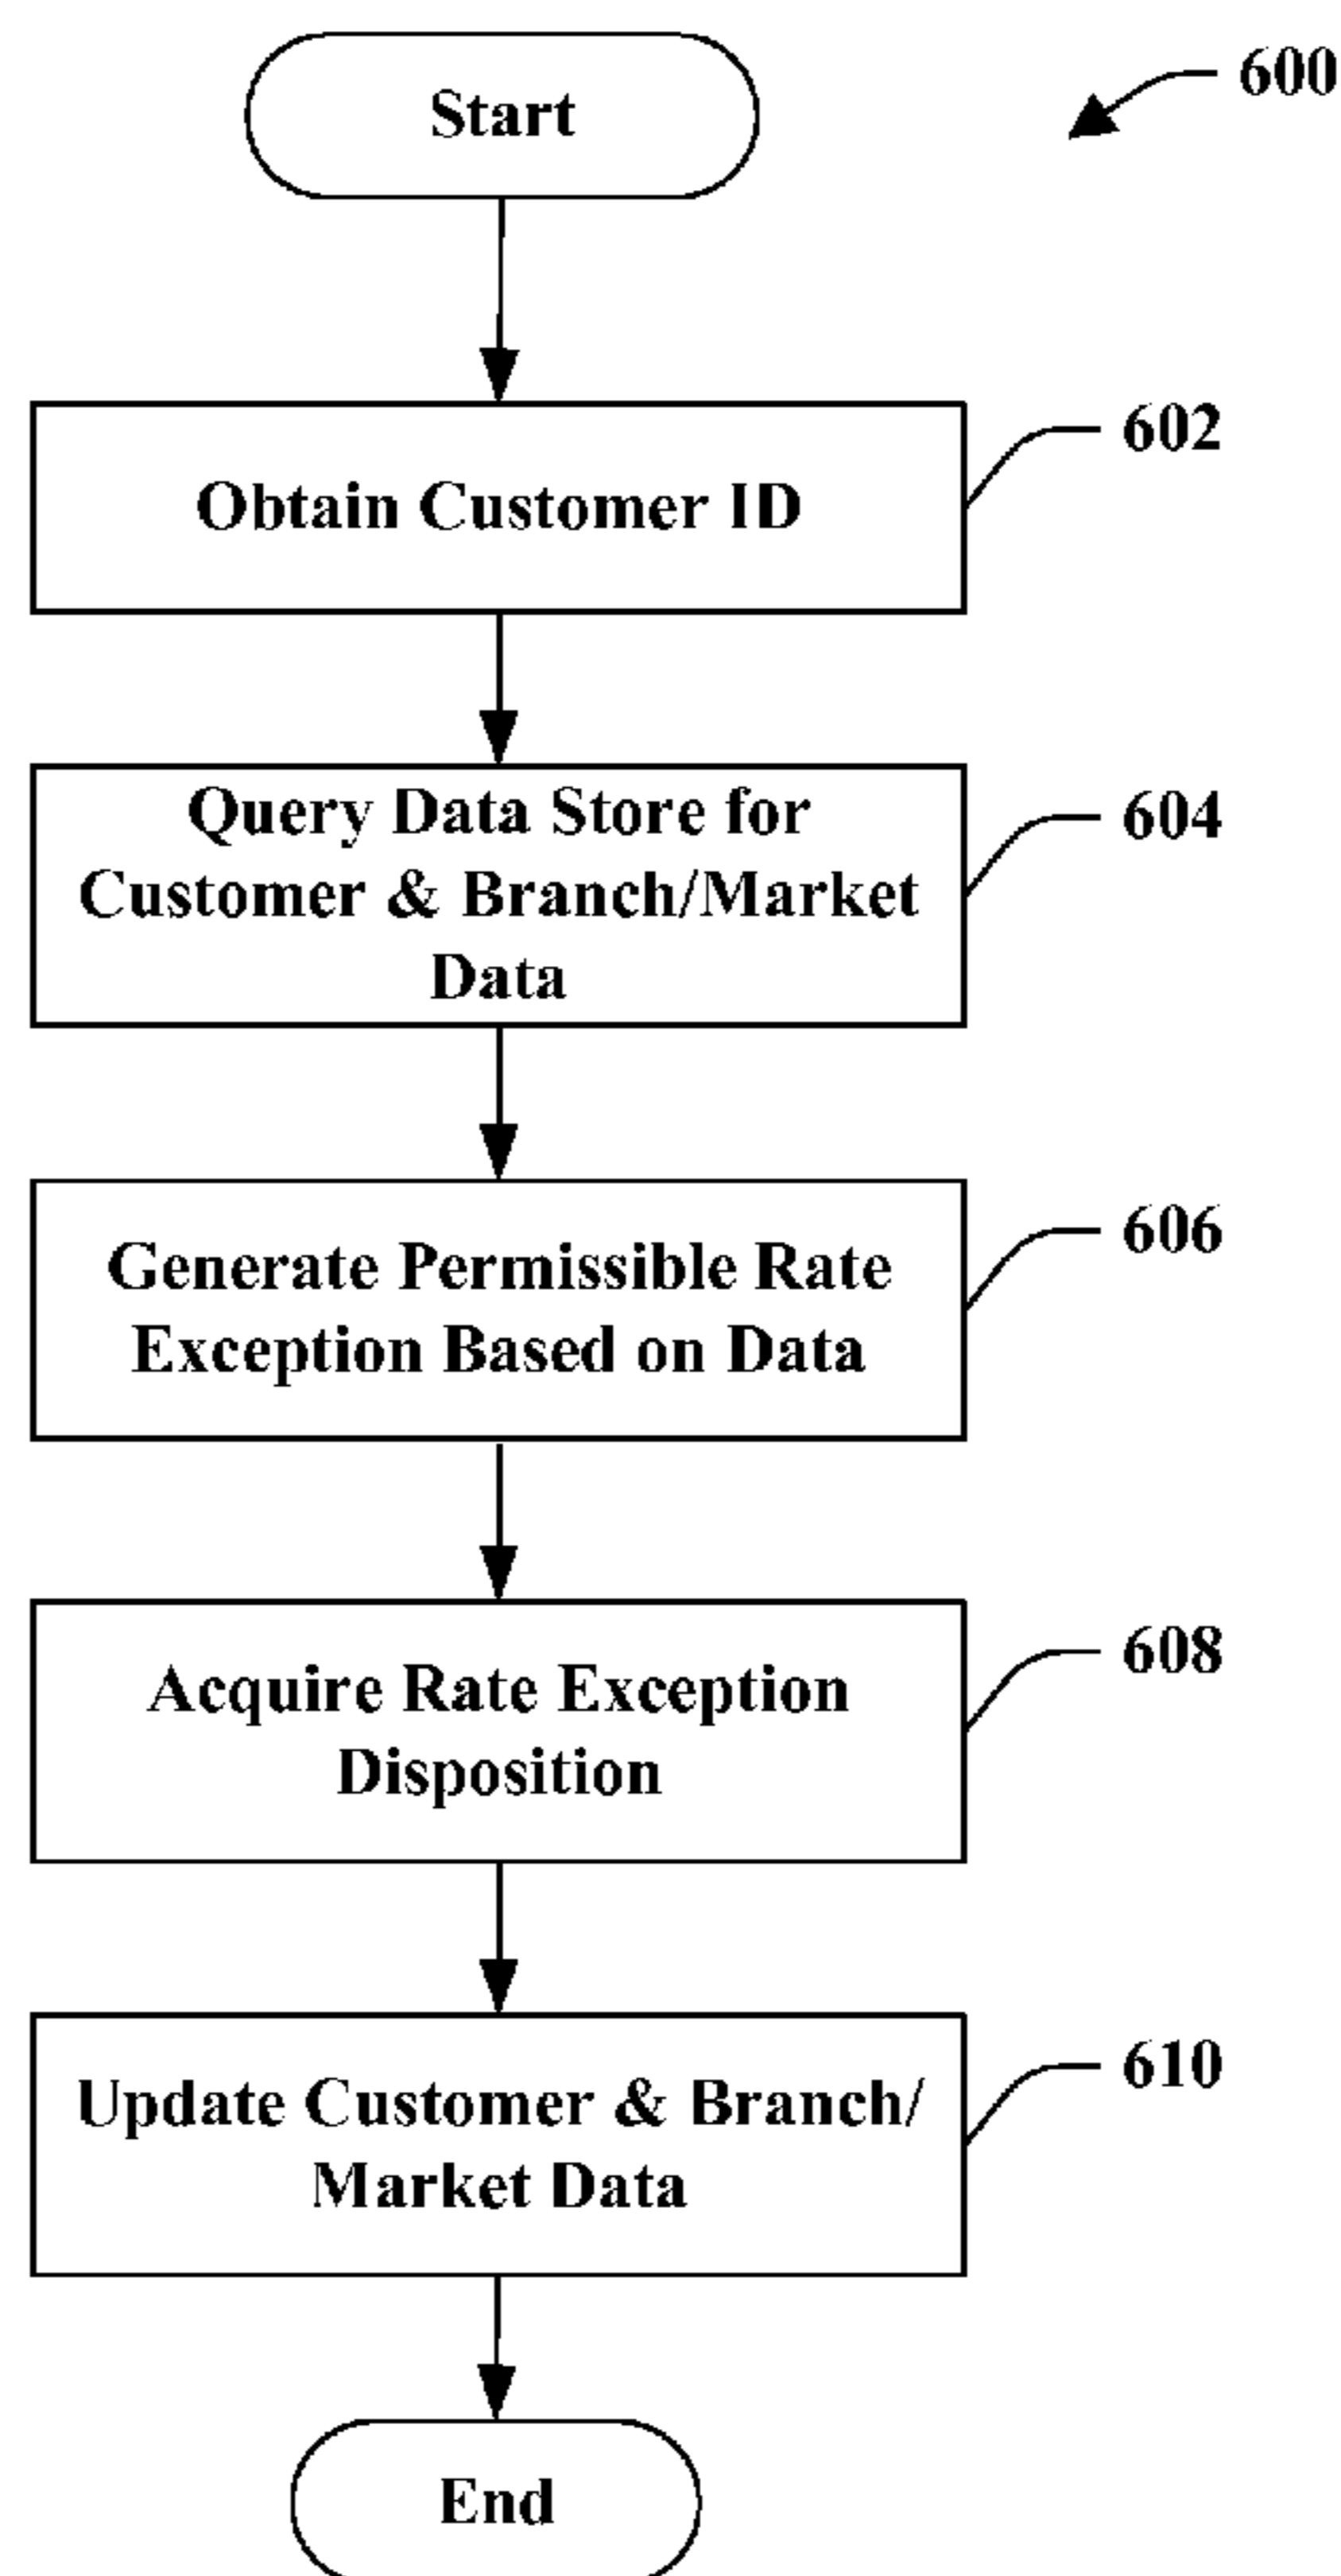 Start
600
Obtain Customer ID
602
Query Data Store for
Customer & Branch/Market
Data
604
Generate Permissible Rate
Exception Based on Data
606
Acquire Rate Exception
Disposition
608
Update Customer & Branch/
Market Data
610
End